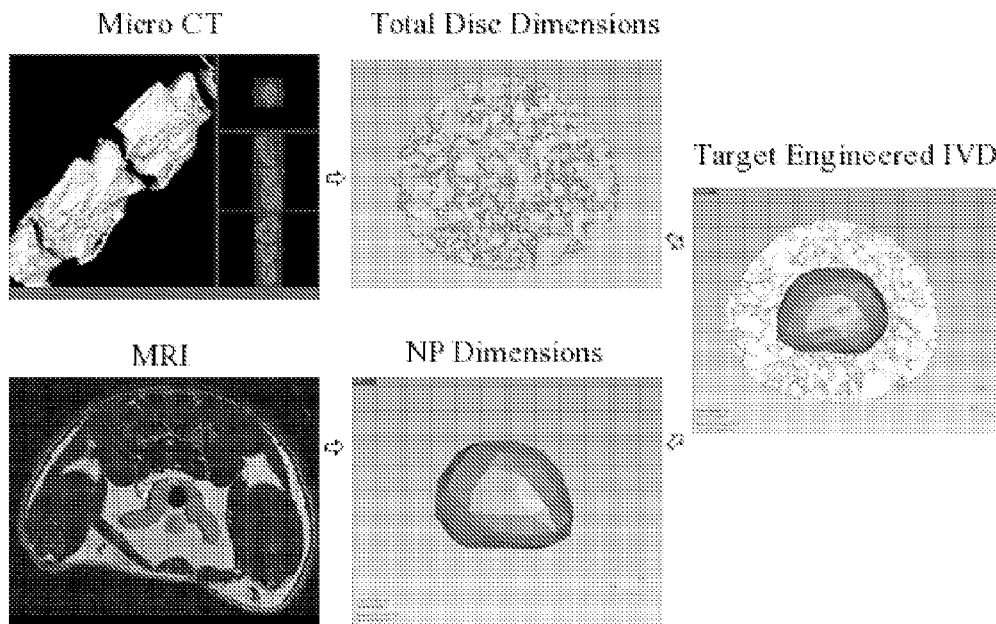 Micro CT
Total Disc Dimensions
Target Engineered IVD
MRI
NP Dimensions